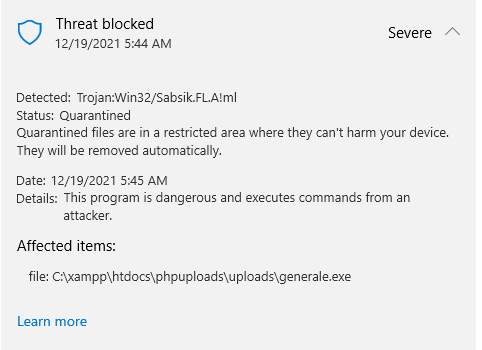 Threat blocked
12/19/2021 5:44 AM
Severe
Detected: Trojan:Win32/Sabsik.FL.A!ml
Status: Quarantined
Quarantined files are in a restricted area where they can't harm your device.
They will be removed automatically.
Date: 12/19/2021 5:45 AM
Details: This program is dangerous and executes commands from an
attacker.
Affected items:
file: C:\xampp\htdocs\phpuploads\uploads\generale.exe
Learn more